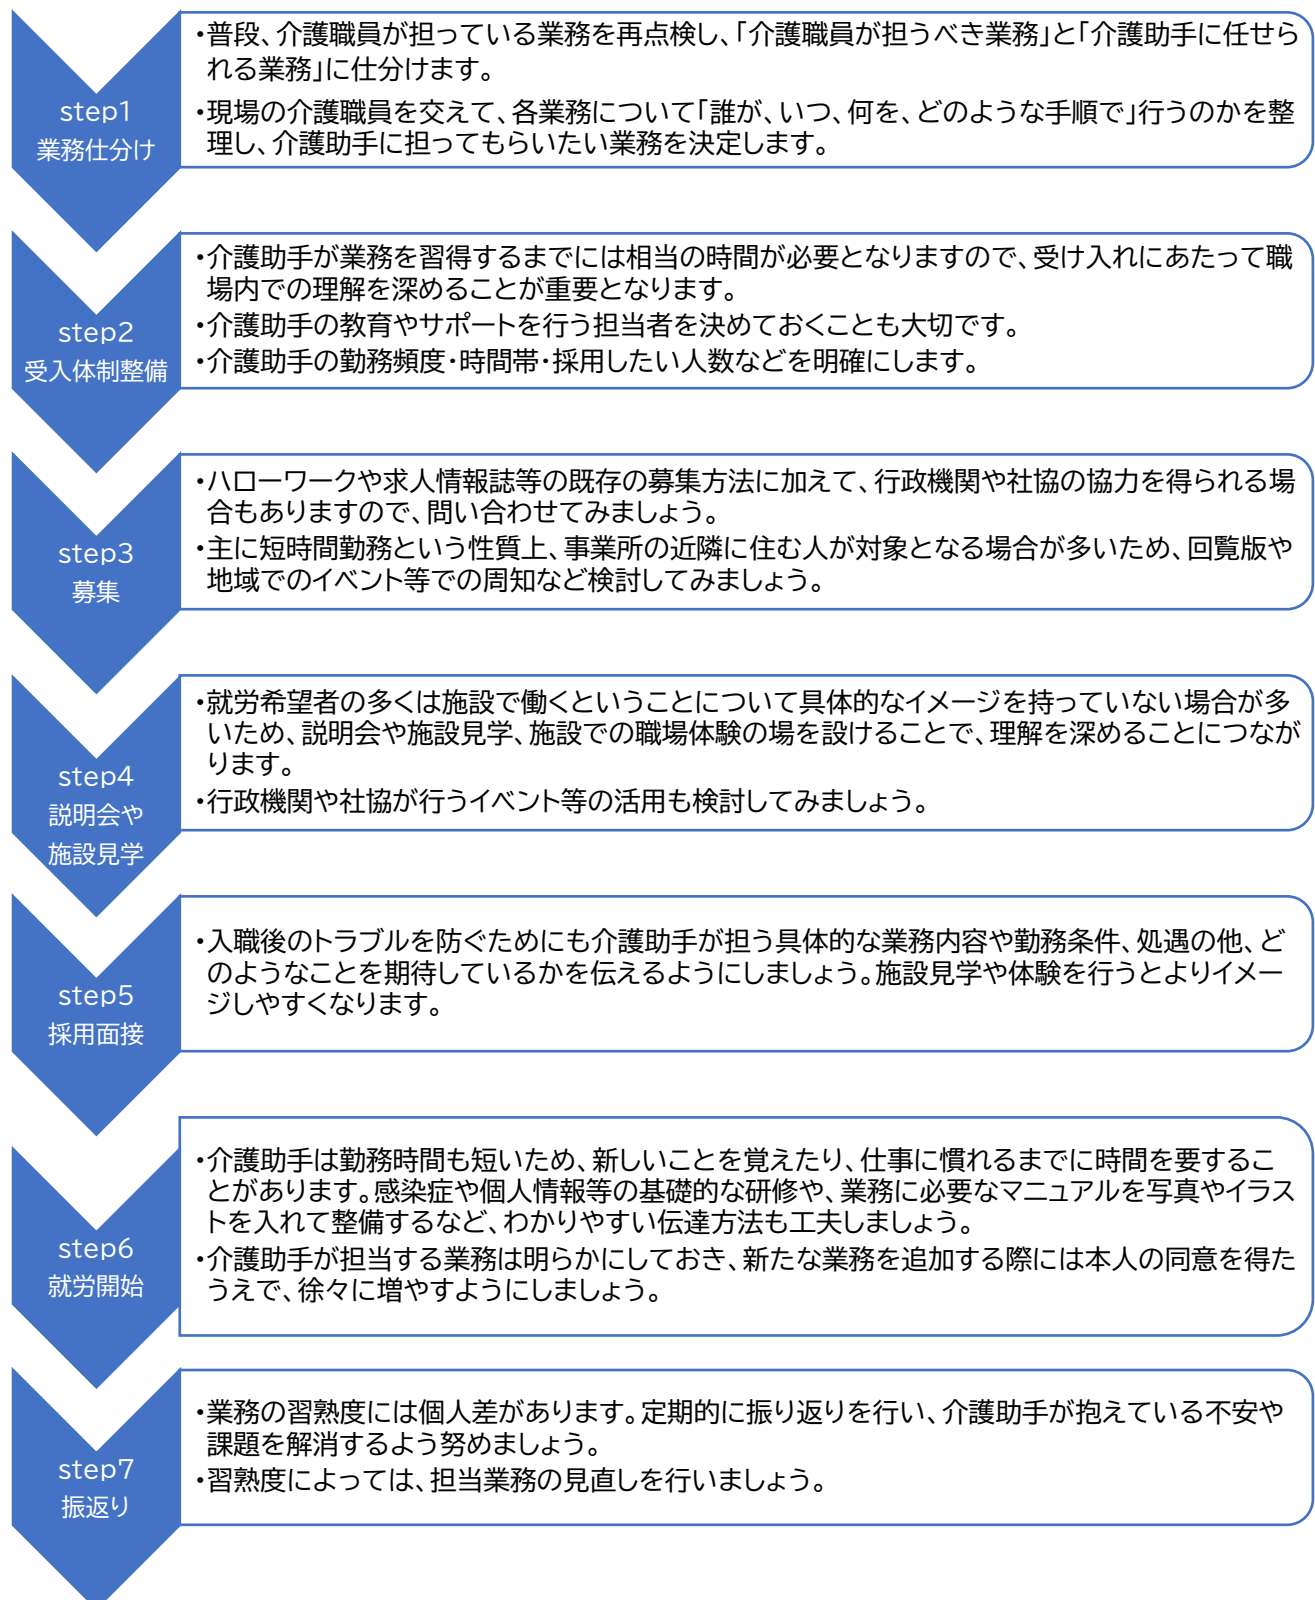 step1
業務仕分け
・普段、介護職員が担っている業務を再点検し、「介護職員が担うべき業務」と「介護助手に任せら
れる業務」に仕分けます。
・現場の介護職員を交えて、各業務について「誰が、いつ、何を、どのような手順で」行うのかを整
理し、介護助手に担ってもらいたい業務を決定します。
step2
受入体制整備
・介護助手が業務を習得するまでには相当の時間が必要となりますので、受け入れにあたって職
場内での理解を深めることが重要となります。
・介護助手の教育やサポートを行う担当者を決めておくことも大切です。
・介護助手の勤務頻度・時間帯・採用したい人数などを明確にします。
step3
募集
・ハローワークや求人情報誌等の既存の募集方法に加えて、行政機関や社協の協力を得られる場
合もありますので、問い合わせてみましょう。
・主に短時間勤務という性質上、事業所の近隣に住む人が対象となる場合が多いため、回覧版や
地域でのイベント等での周知など検討してみましょう。
step4
説明会や
施設見学
・就労希望者の多くは施設で働くということについて具体的なイメージを持っていない場合が多
いため、説明会や施設見学、施設での職場体験の場を設けることで、理解を深めることにつなが
ります。
・行政機関や社協が行うイベント等の活用も検討してみましょう。
step5
採用面接
・入職後のトラブルを防ぐためにも介護助手が担う具体的な業務内容や勤務条件、処遇の他、ど
のようなことを期待しているかを伝えるようにしましょう。施設見学や体験を行うとよりイメー
ジしやすくなります。
step6
就労開始
・介護助手は勤務時間も短いため、新しいことを覚えたり、仕事に慣れるまでに時間を要するこ
とがあります。感染症や個人情報等の基礎的な研修や、業務に必要なマニュアルを写真やイラス
トを入れて整備するなど、わかりやすい伝達方法も工夫しましょう。
・介護助手が担当する業務は明らかにしておき、新たな業務を追加する際には本人の同意を得た
うえで、徐々に増やすようにしましょう。
step7
振返り
・業務の習熟度には個人差があります。定期的に振り返りを行い、介護助手が抱えている不安や
課題を解消するよう努めましょう。
・習熟度によっては、担当業務の見直しを行いましょう。